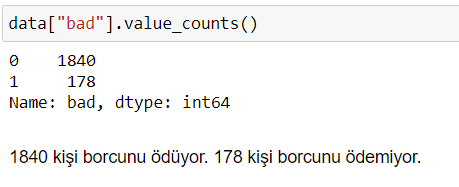 data["bad"].value_counts()
0    1840
1     178
Name: bad, dtype: int64
1840 kişi borcunu ödüyor. 178 kişi borcunu ödemiyor.